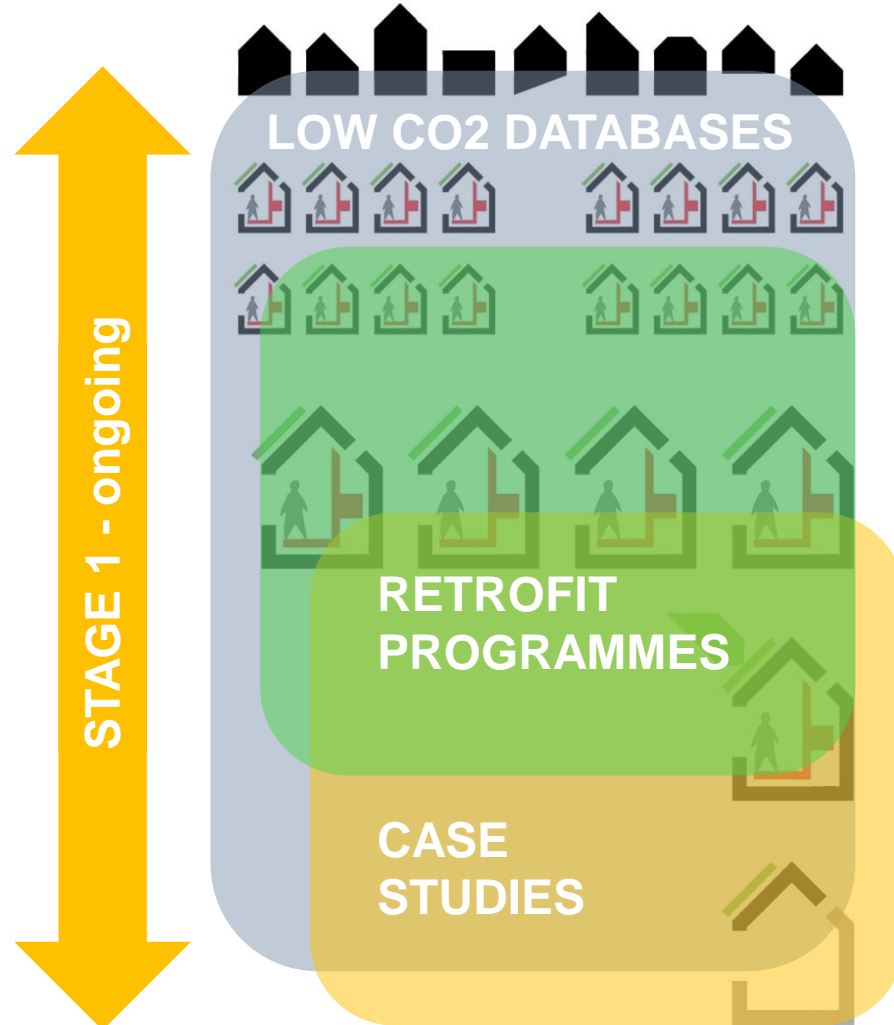 LOW CO2 DATABASES
STAGE 1 - ongoing
RETROFIT
PROGRAMMES
CASE
STUDIES